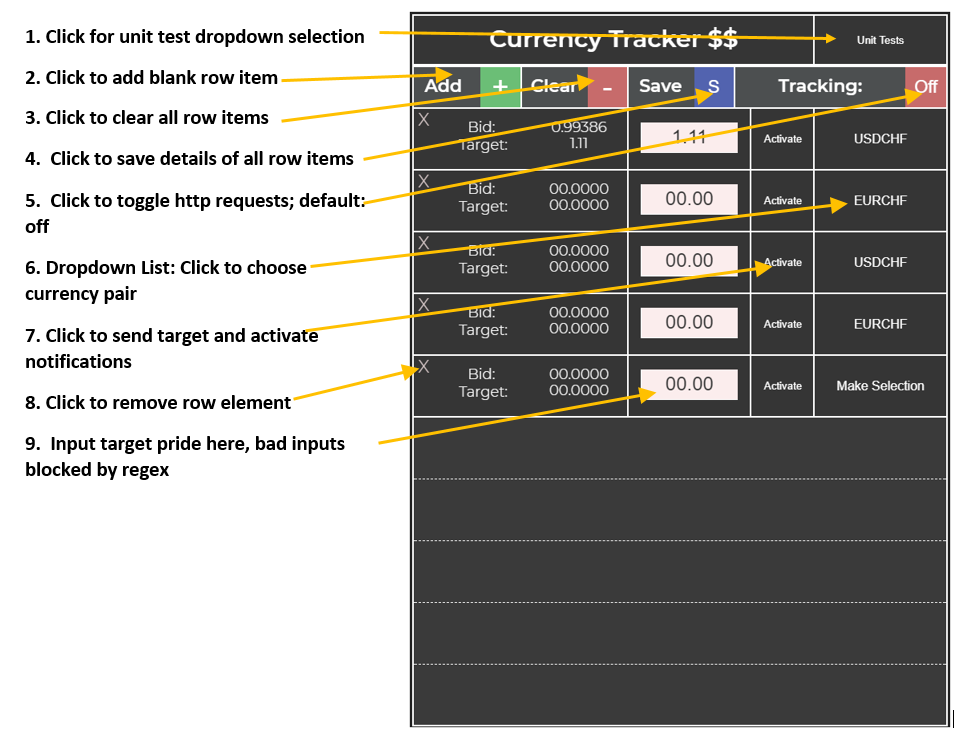 1. Click for unit test dropdown selection
2. Click to add blank row item
3. Click to clear all row items
4. Click to save details of all row items
5. Click to toggle http requests; default:
off
6. Dropdown List: Click to choose
currency pair
7. Click to send target and activate
notifications
8. Click to remove row element
9. Input target pride here, bad inputs
blocked by regex
Currency Tracker $$ Unit Tests
Add + Clear - Save S Tracking: Off
X Bid: 0.99386
Target: 1.11 1.11 Activate USDCHF
X Bid: 00.0000
Target: 00.0000 00.00 Activate EURCHF
X Bid: 00.0000
Target: 00.0000 00.00 Activate USDCHF
X Bid: 00.0000
Target: 00.0000 00.00 Activate EURCHF
X Bid: 00.0000
Target: 00.0000 00.00 Activate Make Selection